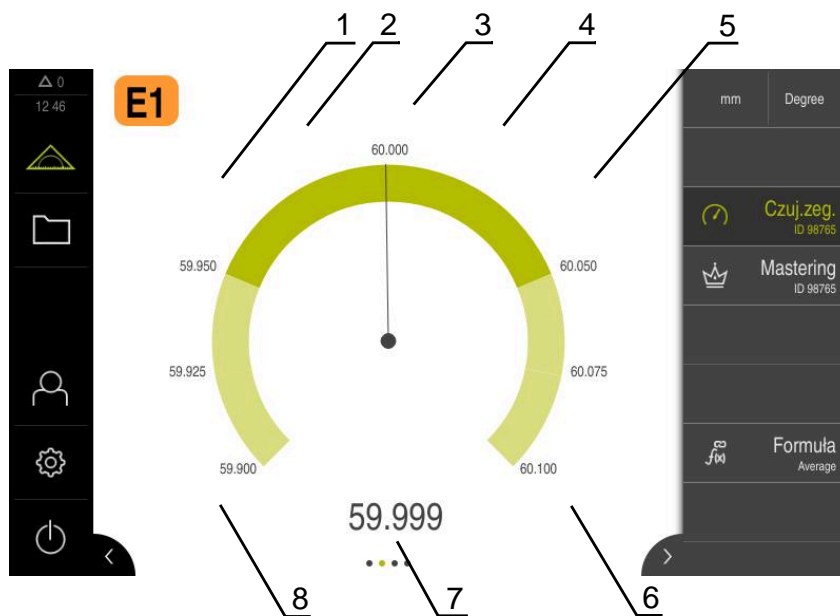 1 2 3 4 5
0
12 46
E1
60.000
59.950
60.050
59.925
60.075
59.900
60.100
59.999
mm Degree
Czuj.zeg.
ID 98765
Mastering
ID 98765
f(x) Formuła
Average
8 7 6